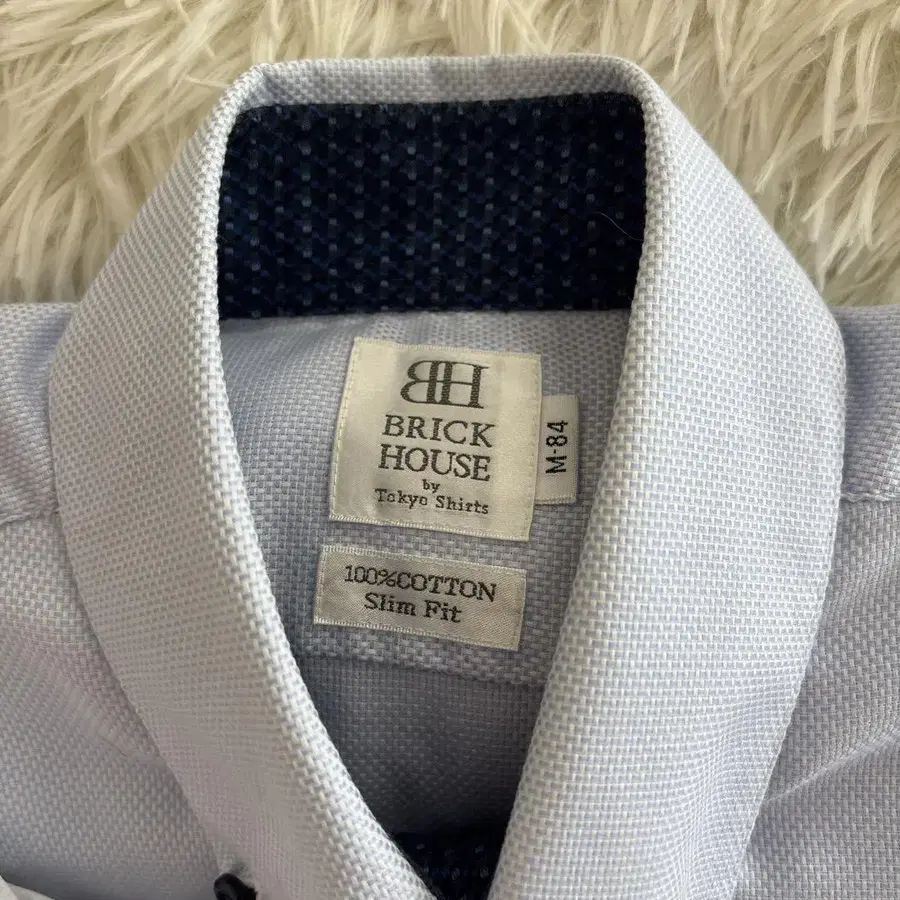 BH
BRICK
HOUSE
by
Tokyo Shirts
M-84
100%COTTON
Slim Fit